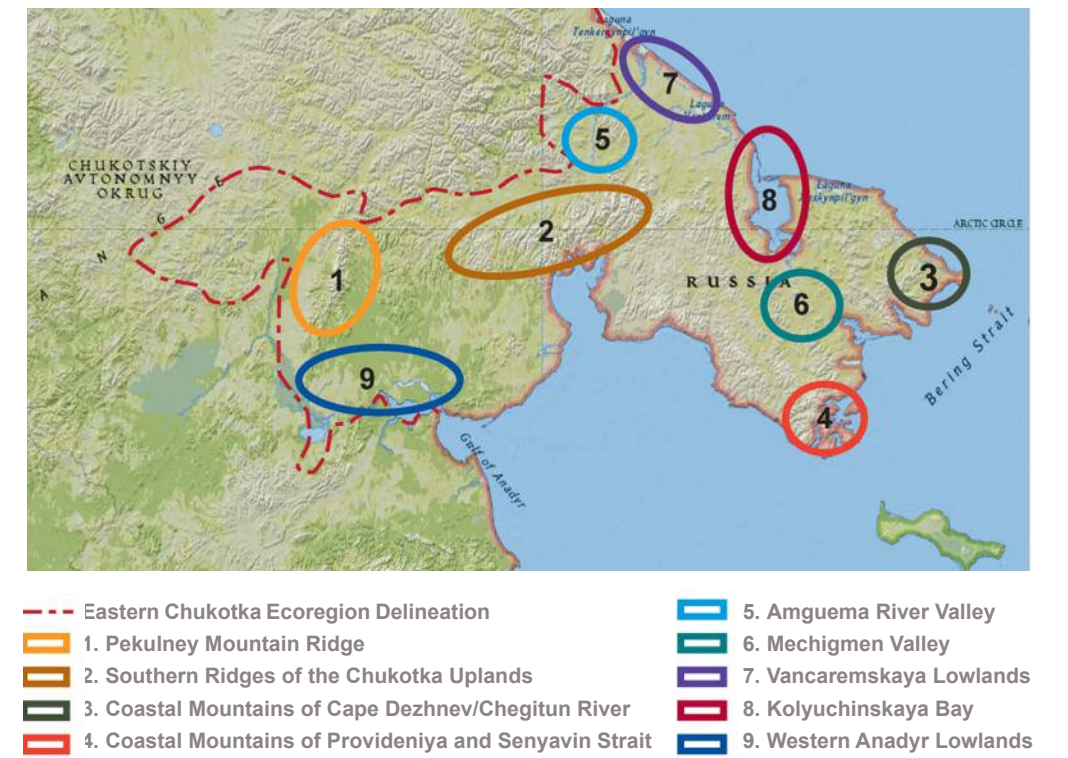 Laguna
Tenkergynpil'gyn
7
Laguna
5
CHUKOTSKIY
AVTONOMNYY
OKRUG
8
Laguna
2
ARCTIC CIRCLE
1
RUSSIA
3
6
Bering Strait
9
4
Gulf of Anadyr
Eastern Chukotka Ecoregion Delineation
1. Pekulney Mountain Ridge
2. Southern Ridges of the Chukotka Uplands
3. Coastal Mountains of Cape Dezhnev/Chegitun River
4. Coastal Mountains of Provideniya and Senyavin Strait
5. Amguema River Valley
6. Mechigmen Valley
7. Vancaremskaya Lowlands
8. Kolyuchinskaya Bay
9. Western Anadyr Lowlands